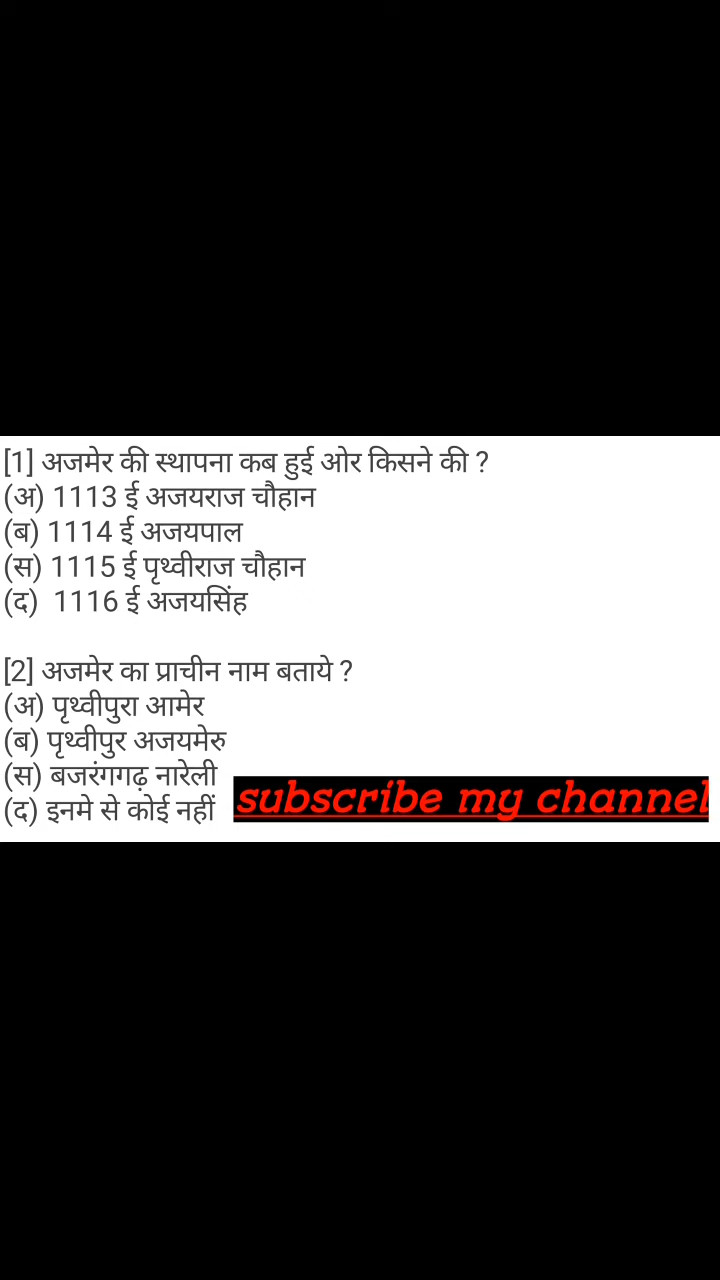 [1] अजमेर की स्थापना कब हुई ओर किसने की ?
(अ) 1113 ई अजयराज चौहान
(ब) 1114 ई अजयपाल
(स) 1115 ई पृथ्वीराज चौहान
(द) 1116 ई अजयसिंह
[2] अजमेर का प्राचीन नाम बताये ?
(अ) पृथ्वीपुरा आमेर
(ब) पृथ्वीपुर अजयमेरु
(स) बजरंगगढ़ नारेली
(द) इनमे से कोई नहीं
subscribe my channel